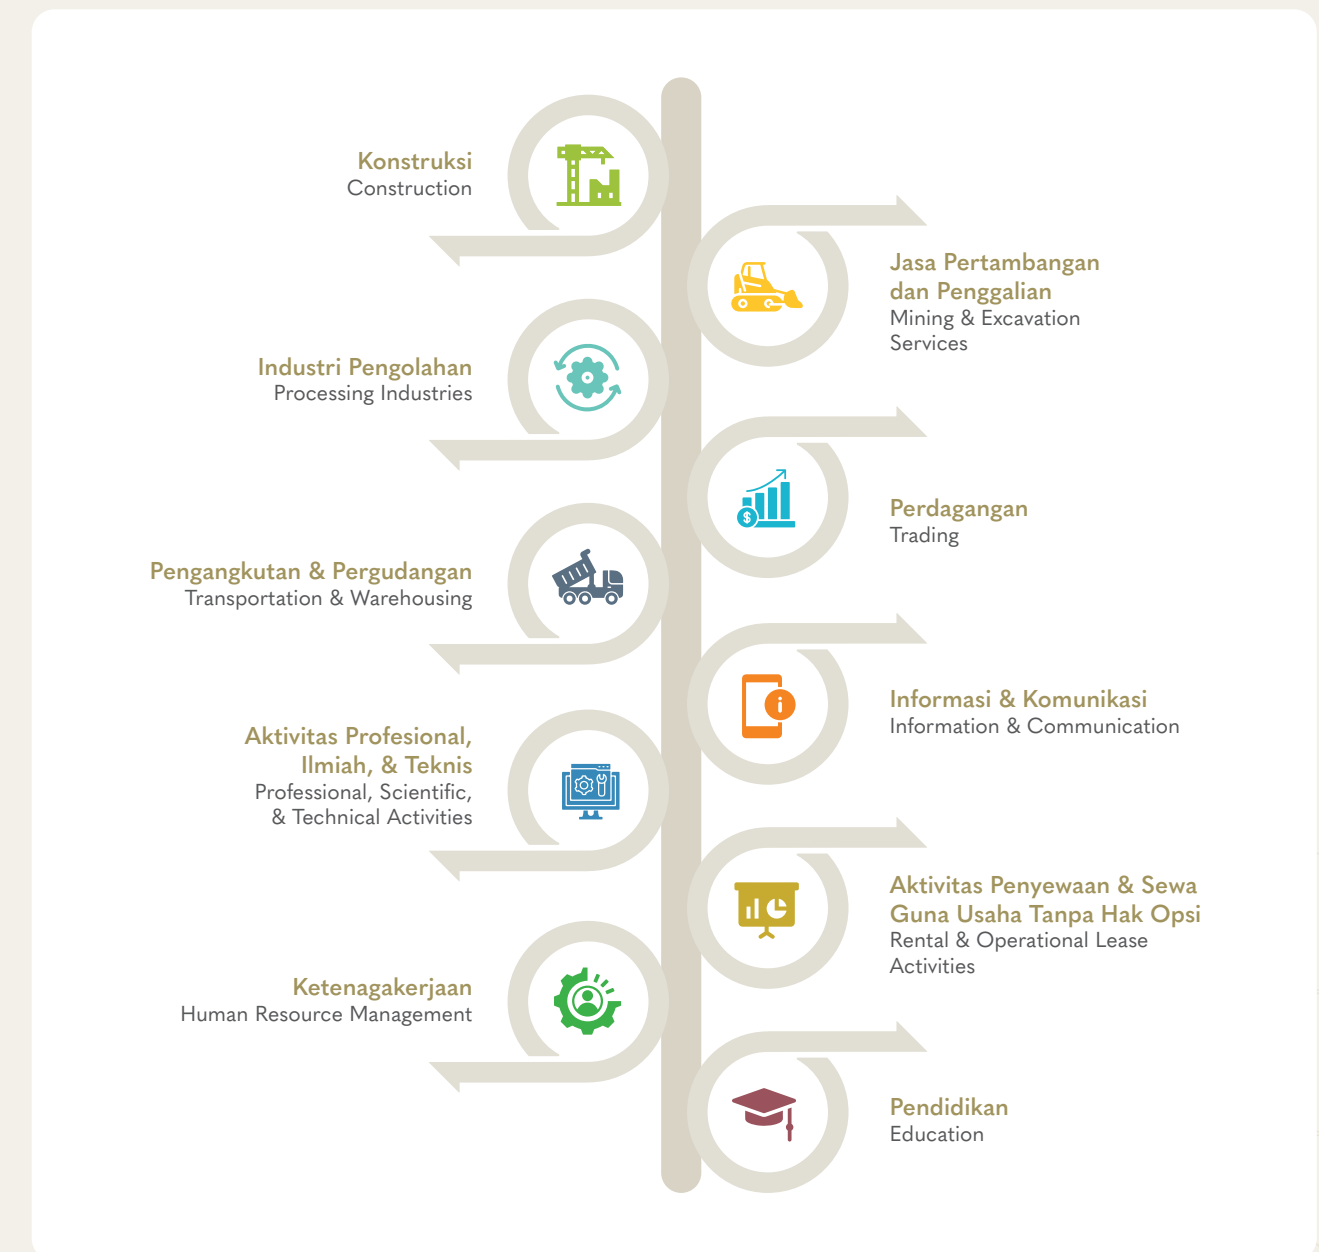 Konstruksi
Construction
Jasa Pertambangan
dan Penggalian
Mining & Excavation
Services
Industri Pengolahan
Processing Industries
Perdagangan
Trading
Pengangkutan & Pergudangan
Transportation & Warehousing
Informasi & Komunikasi
Information & Communication
Aktivitas Profesional,
Ilmiah, & Teknis
Professional, Scientific,
& Technical Activities
Aktivitas Penyewaan & Sewa
Guna Usaha Tanpa Hak Opsi
Rental & Operational Lease
Activities
Ketenagakerjaan
Human Resource Management
Pendidikan
Education